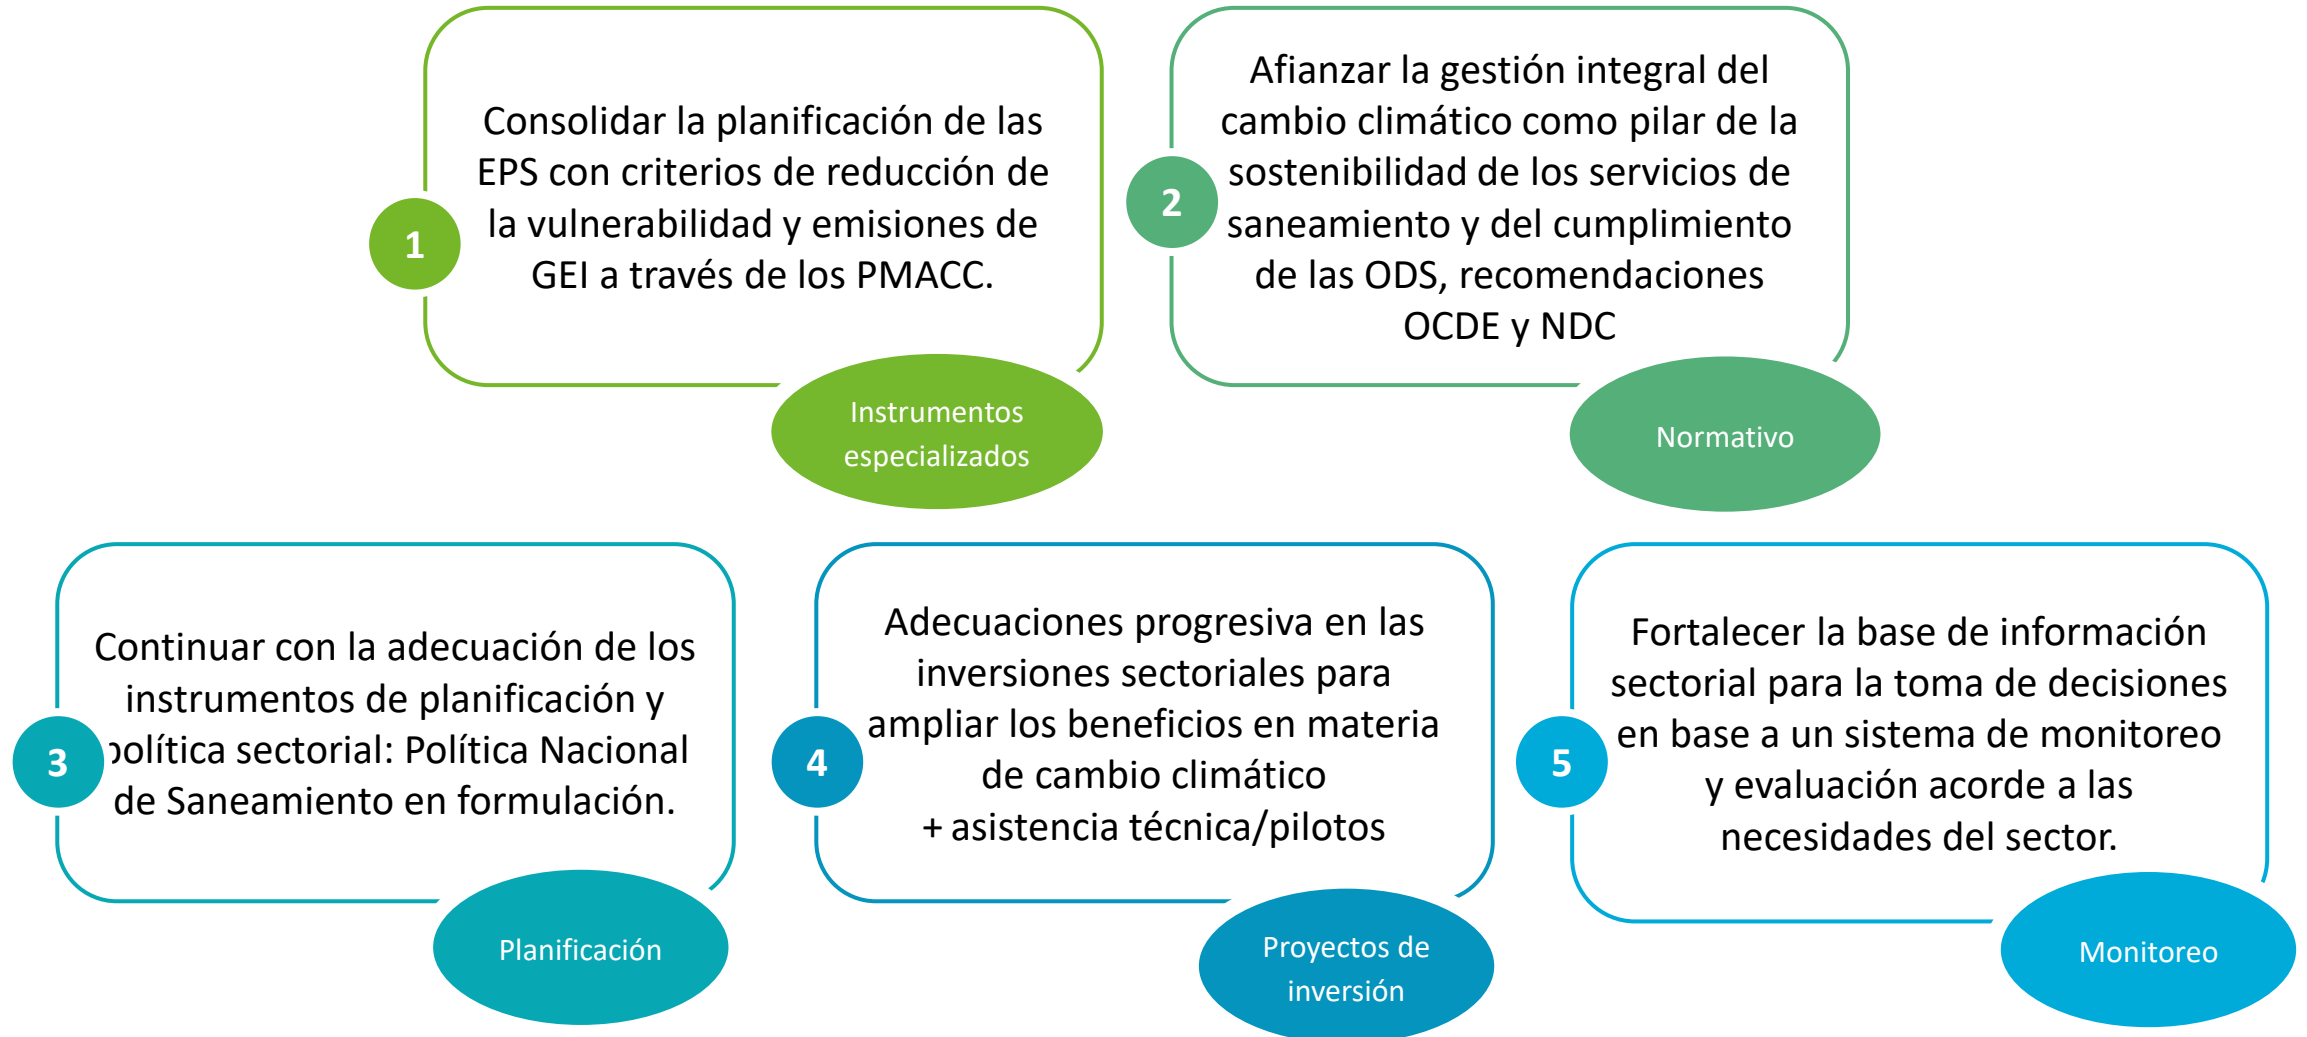 1
Consolidar la planificación de las
EPS con criterios de reducción de
la vulnerabilidad y emisiones de
GEI a través de los PMACC.
Instrumentos
especializados
2
Afianzar la gestión integral del
cambio climático como pilar de la
sostenibilidad de los servicios de
saneamiento y del cumplimiento
de las ODS, recomendaciones
OCDE y NDC
Normativo
3
Continuar con la adecuación de los
instrumentos de planificación y
política sectorial: Política Nacional
de Saneamiento en formulación.
Planificación
4
Adecuaciones progresiva en las
inversiones sectoriales para
ampliar los beneficios en materia
de cambio climático
+ asistencia técnica/pilotos
Proyectos de
inversión
5
Fortalecer la base de información
sectorial para la toma de decisiones
en base a un sistema de monitoreo
y evaluación acorde a las
necesidades del sector.
Monitoreo